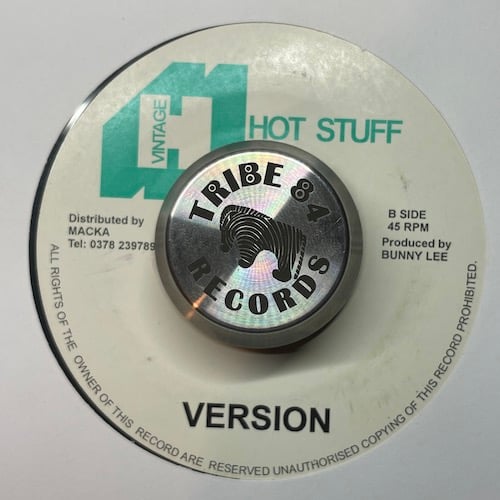 VINTAGE
H
HOT STUFF
Distributed by
MACKA
Tel: 0378 239789
B SIDE
45 RPM
Produced by
BUNNY LEE
TRIBE 84
RECORDS
VERSION
ALL RIGHTS OF THE OWNER OF THIS RECORD ARE RESERVED UNAUTHORISED COPYING OF THIS RECORD PROHIBITED.